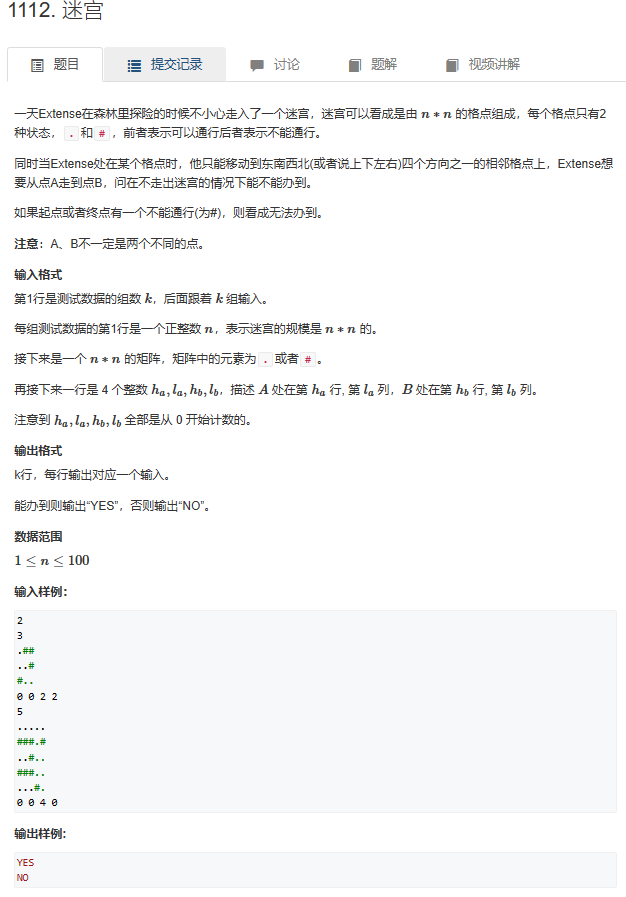 1112. 迷宫
题目 提交记录 讨论 题解 视频讲解
一天Extense在森林里探险的时候不小心走入了一个迷宫，迷宫可以看成是由 n * n 的格点组成，每个格点只有2
种状态， . 和 # ，前者表示可以通行后者表示不能通行。
同时当Extense处在某个格点时，他只能移动到东南西北(或者说上下左右)四个方向之一的相邻格点上，Extense想
要从点A走到点B，问在不走出迷宫的情况下能不能办到。
如果起点或者终点有一个不能通行(为#)，则看成无法办到。
注意：A、B不一定是两个不同的点。
输入格式
第1行是测试数据的组数 k，后面跟着 k 组输入。
每组测试数据的第1行是一个正整数 n，表示迷宫的规模是 n * n 的。
接下来是一个 n * n 的矩阵，矩阵中的元素为 . 或者 # 。
再接下来一行是 4 个整数 ha, la, hb, lb，描述 A 处在第 ha 行, 第 la 列，B 处在第 hb 行, 第 lb 列。
注意到 ha, la, hb, lb 全部是从 0 开始计数的。
输出格式
k行，每行输出对应一个输入。
能办到则输出“YES”，否则输出“NO”。
数据范围
1 ≤ n ≤ 100
输入样例：
2
3
.##
..#
#..
0 0 2 2
5
.....
###.#
..#..
###..
...#.
0 0 4 0
输出样例：
YES
NO